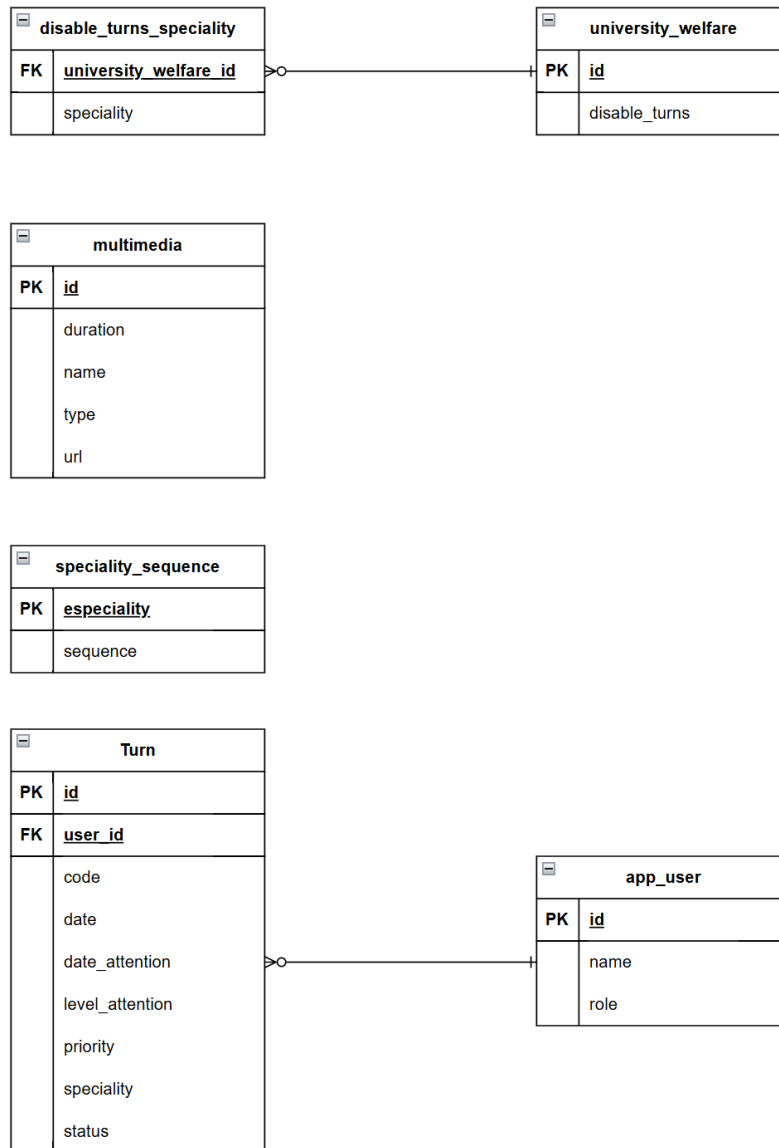 disable_turns_speciality
FK university_welfare_id
speciality
university_welfare
PK id
disable_turns
multimedia
PK id
duration
name
type
url
speciality_sequence
PK especiality
sequence
Turn
PK id
FK user_id
code
date
date_attention
level_attention
priority
speciality
status
app_user
PK id
name
role